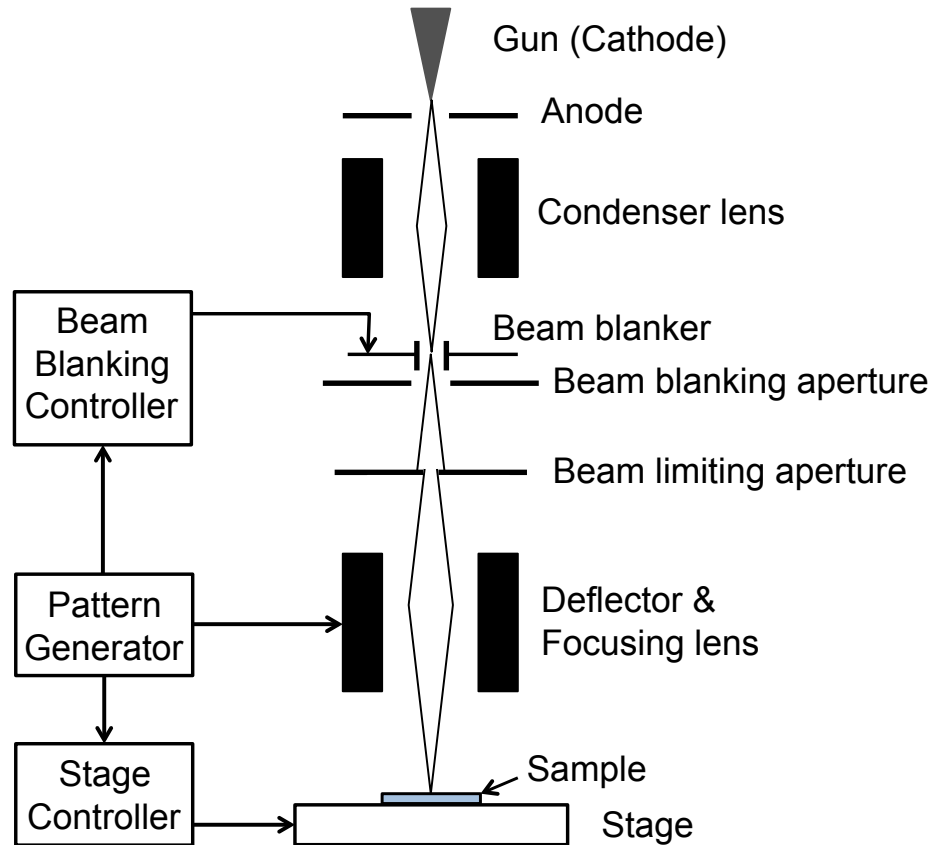 Gun (Cathode)
Anode
Condenser lens
Beam
Blanking
Controller
Beam blanker
Beam blanking aperture
Beam limiting aperture
Pattern
Generator
Deflector &
Focusing lens
Stage
Controller
Sample
Stage